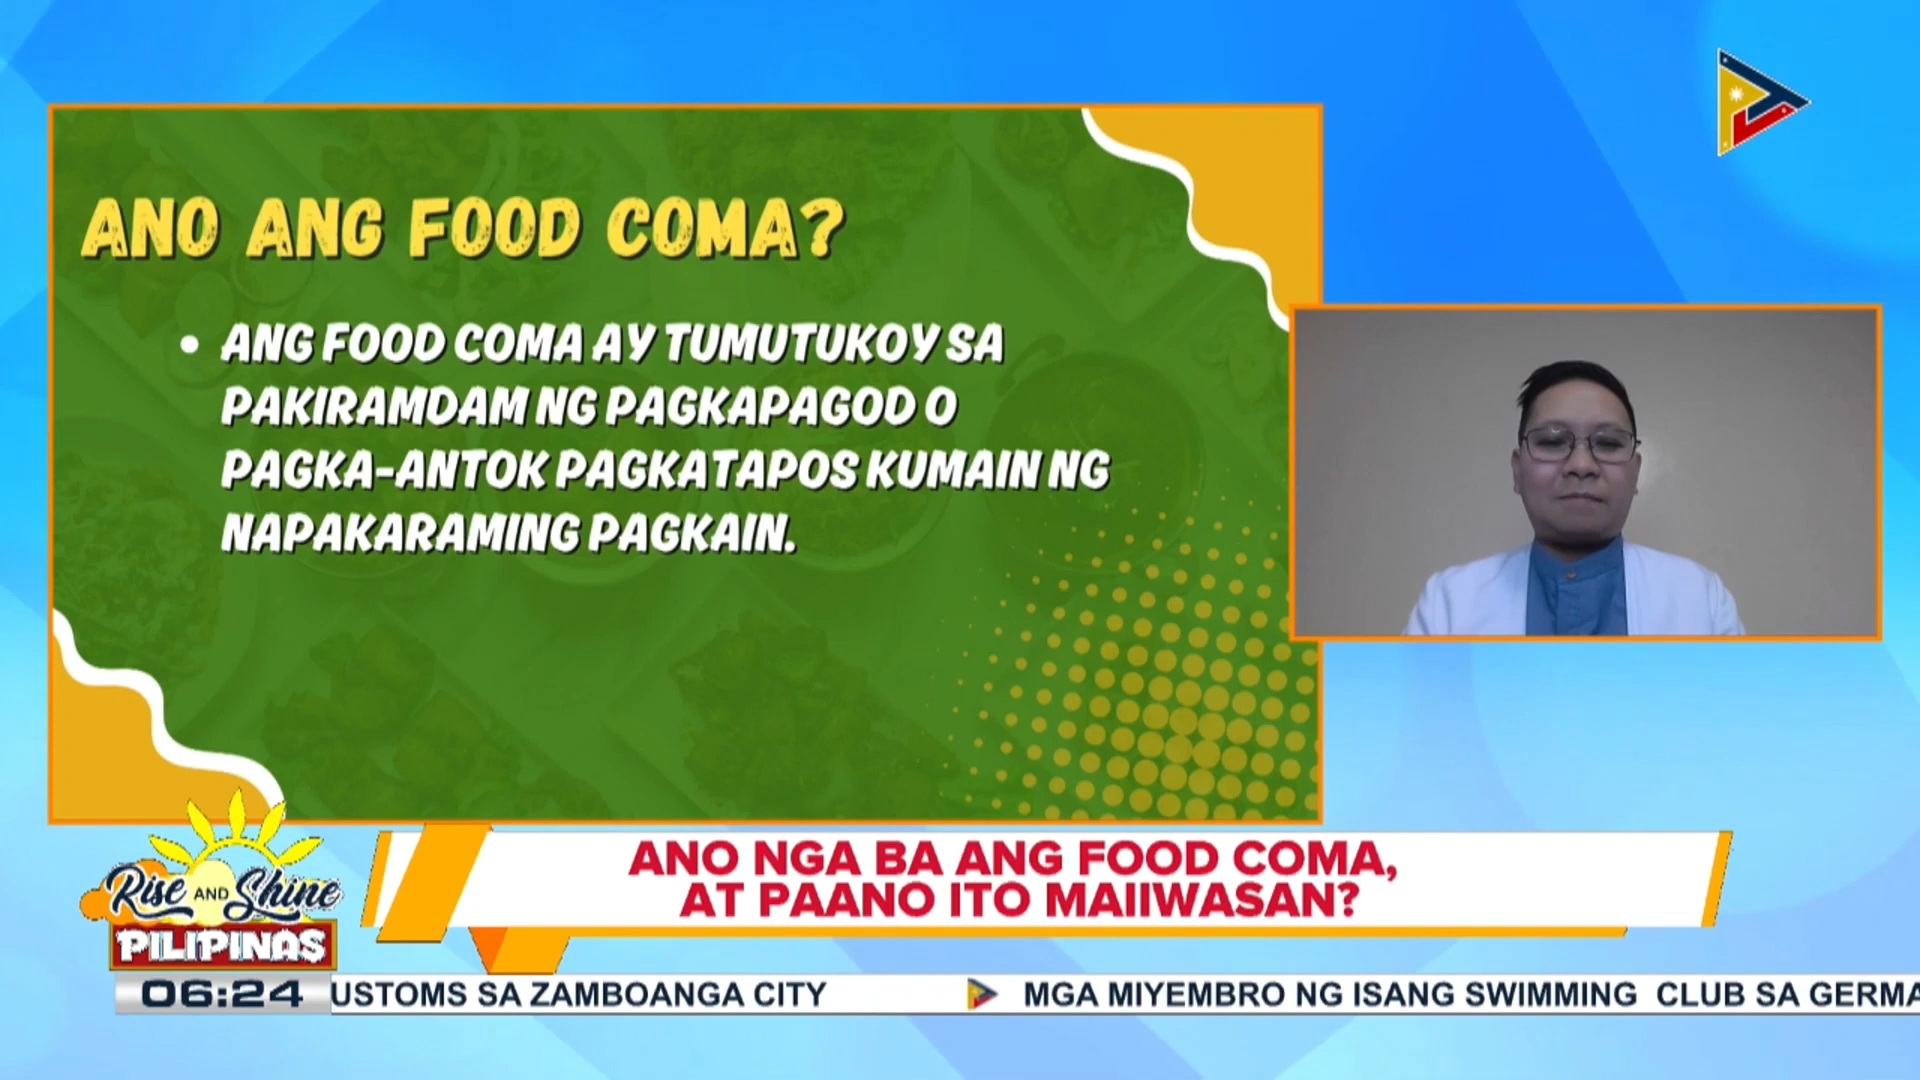 ANO ANG FOOD COMA?
• ANG FOOD COMA AY TUMUTUKOY SA
PAKIRAMDAM NG PAGKAPAGOD O
PAGKA-ANTOK PAGKATAPOS KUMAIN NG
NAPAKARAMING PAGKAIN.
ANO NGA BA ANG FOOD COMA,
AT PAANO ITO MAIIWASAN?
Rise AND Shine
PILIPINAS
06:24
USTOMS SA ZAMBOANGA CITY MGA MIYEMBRO NG ISANG SWIMMING CLUB SA GERMA